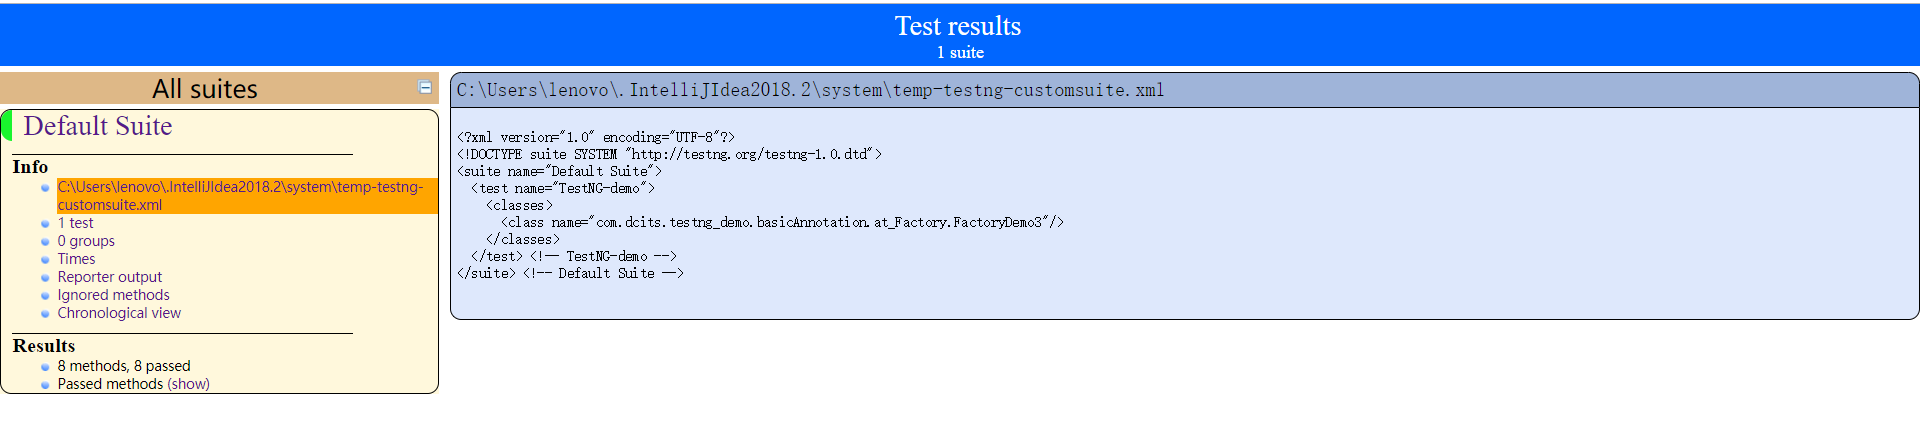 Test results
1 suite
All suites
Default Suite
Info
C:\Users\lenovo\.IntelliJIdea2018.2\system\temp-testng-
customsuite.xml
1 test
0 groups
Times
Reporter output
Ignored methods
Chronological view
Results
8 methods, 8 passed
Passed methods (show)
C:\Users\lenovo\.IntelliJIdea2018.2\system\temp-testng-customsuite.xml
<?xml version="1.0" encoding="UTF-8"?>
<!DOCTYPE suite SYSTEM "http://testng.org/testng-1.0.dtd">
<suite name="Default Suite">
  <test name="TestNG-demo">
    <classes>
      <class name="com.dcits.testng_demo.basicAnnotation.at_Factory.FactoryDemo3"/>
    </classes>
  </test> <!-- TestNG-demo -->
</suite> <!-- Default Suite -->